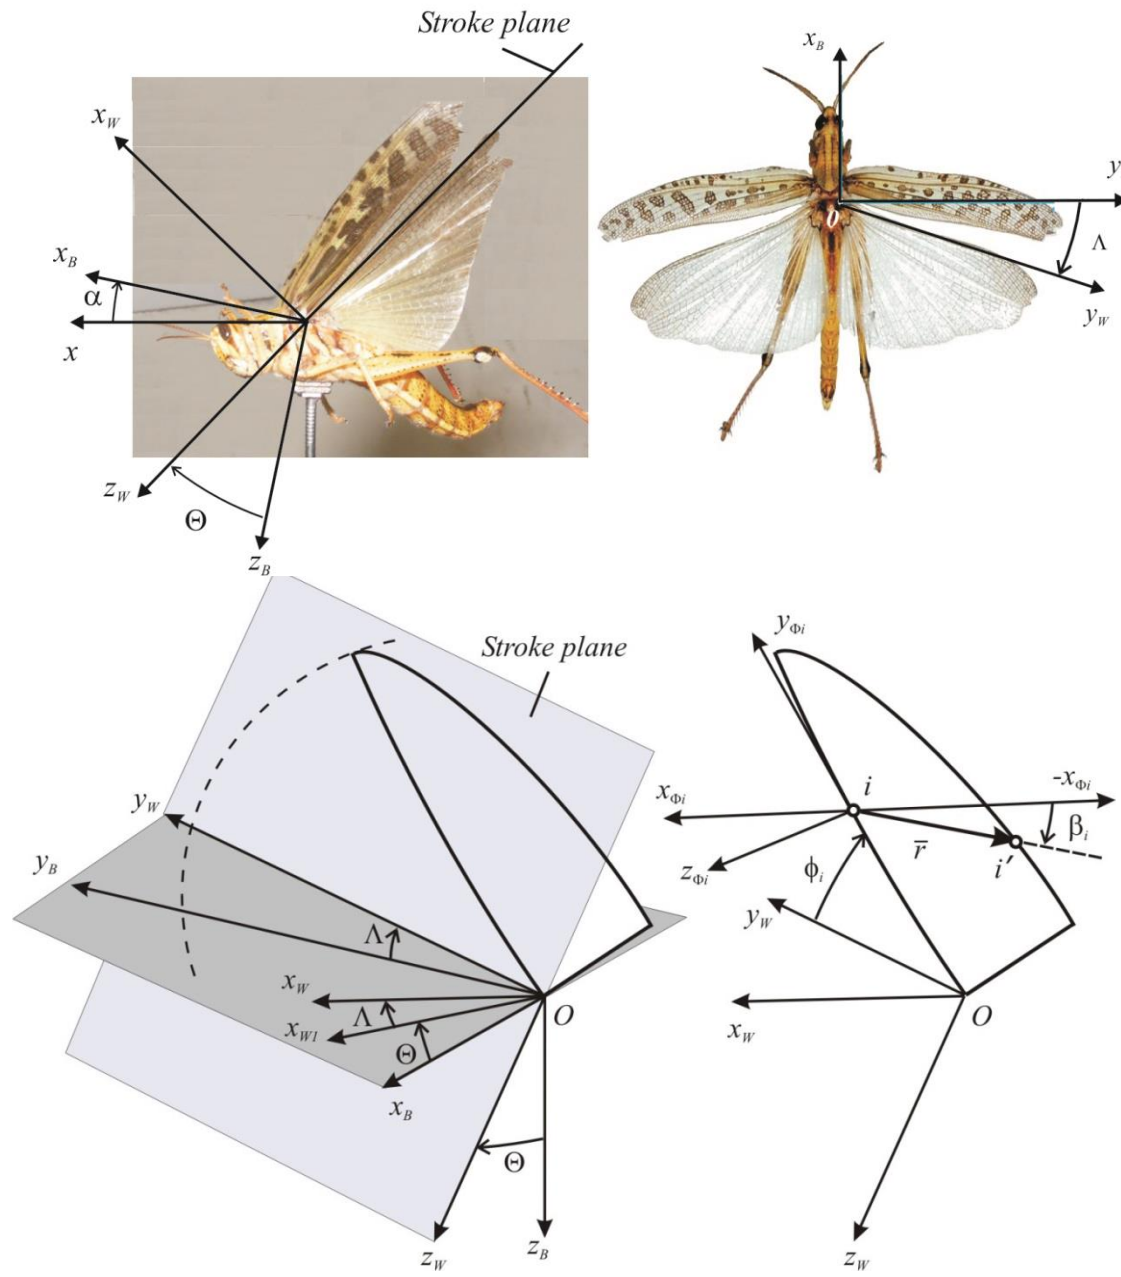 Stroke plane
x_W
x_B
α
x
z_W
Θ
z_B
x_B
y
Λ
y_W
O
Stroke plane
y_W
y_B
Λ
x_W
Λ
x_W1
Θ
x_B
O
Θ
z_W
z_B
y_Φi
x_Φi
i
-x_Φi
β_i
r̅
i′
z_Φi
ϕ_i
y_W
x_W
O
z_W